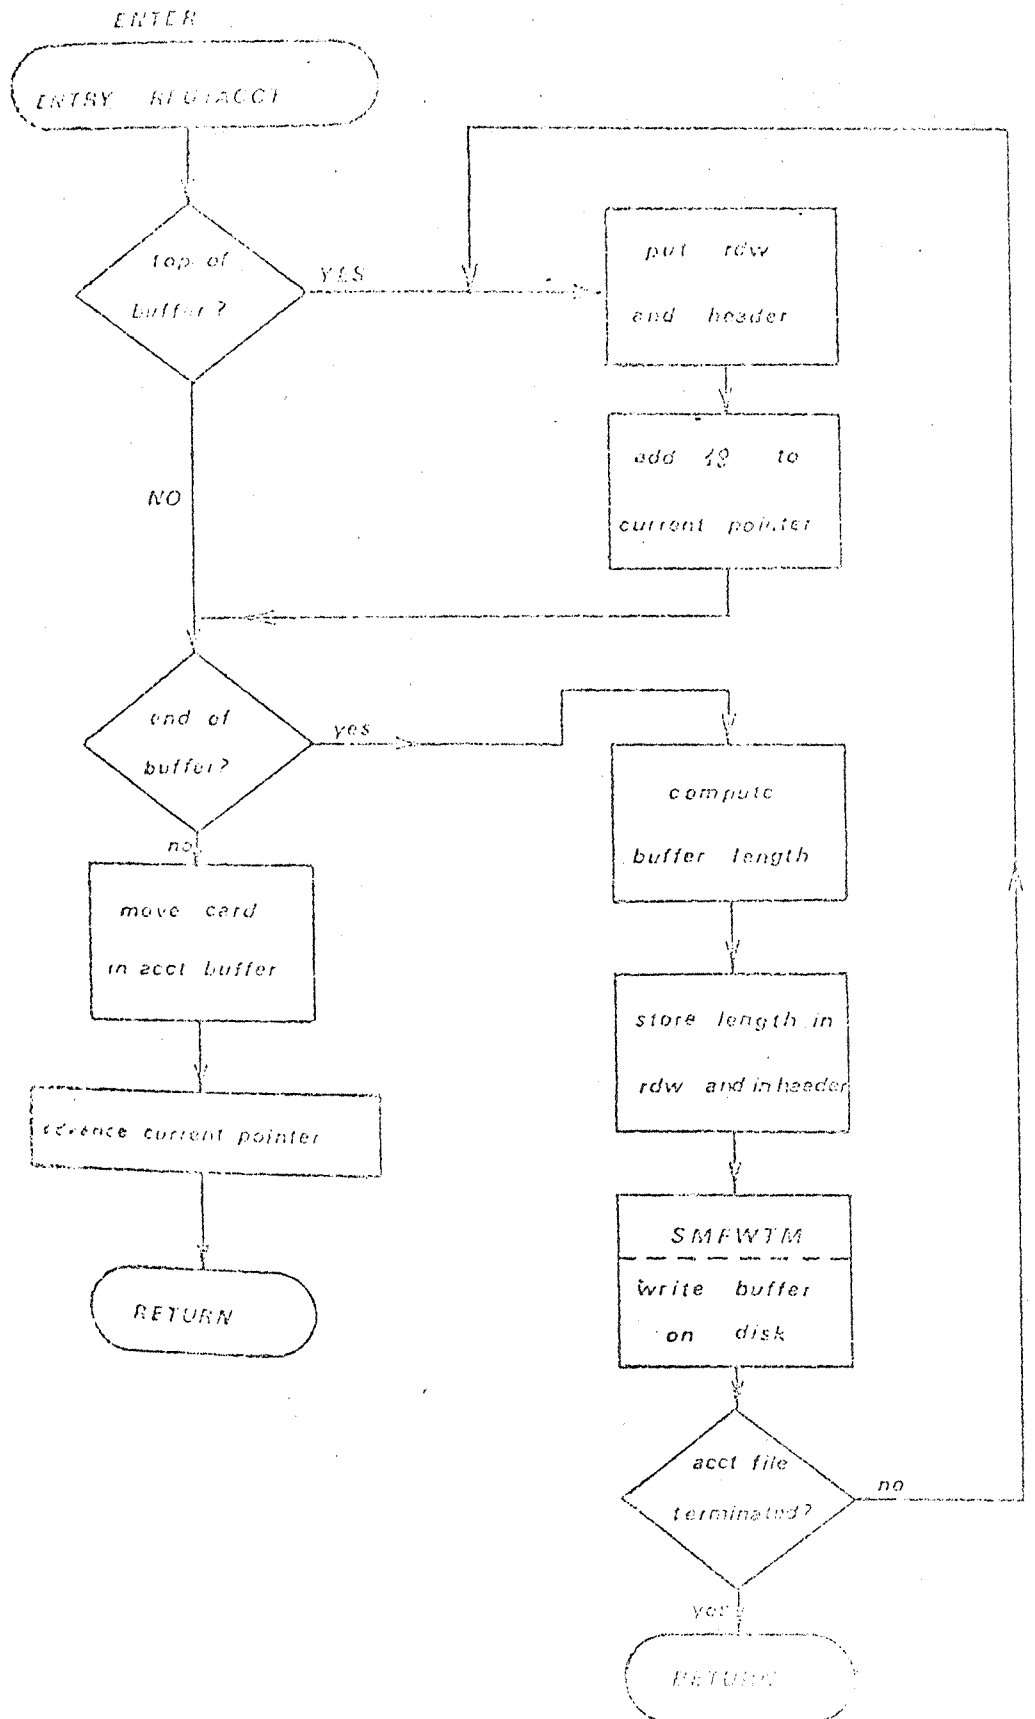 ENTER
ENTRY
top of
buffer?
YES
put rdw
and header
add to
current pointer
NO
end of
buffer?
yes
compute
buffer length
no
move card
in acct buffer
store length in
rdw and in haeder
advance current pointer
SMFWTM
write buffer
on disk
RETURN
acct file
terminated?
no
yes
RETURN